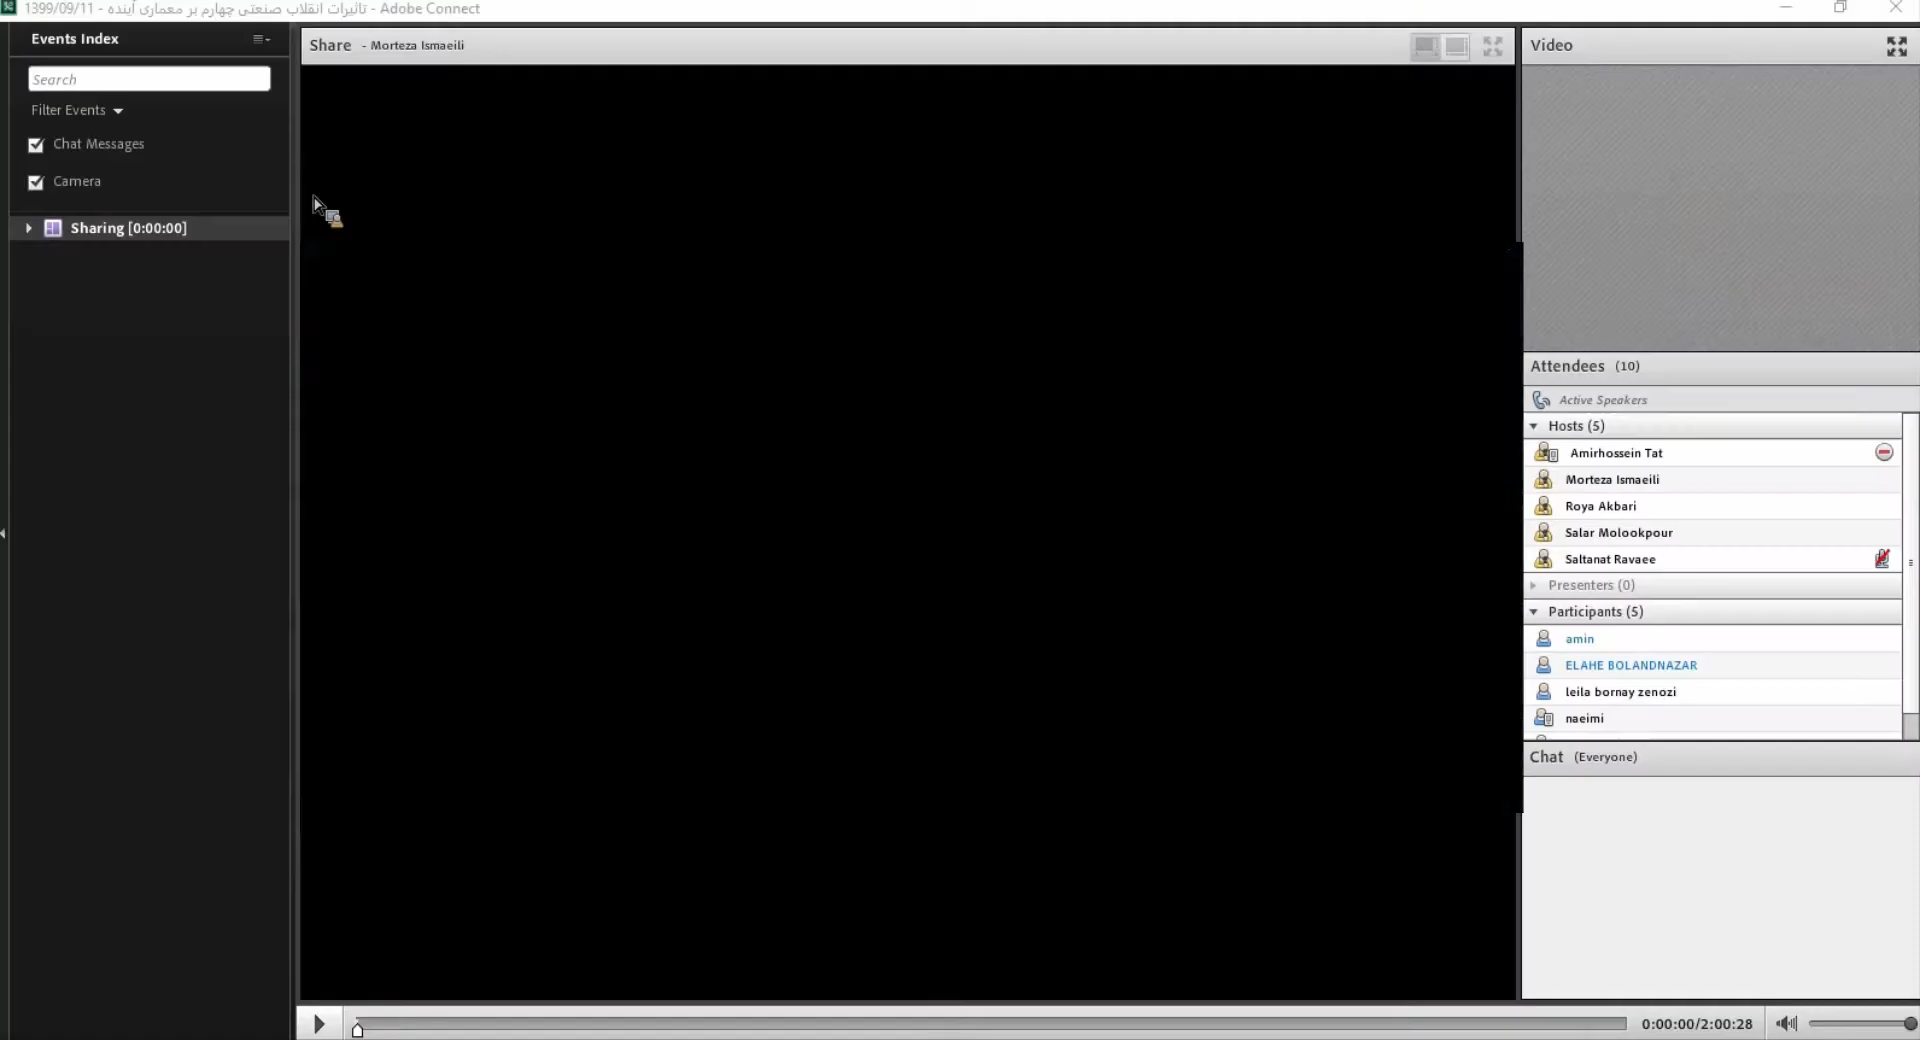 تاثیرات انقلاب صنعتی چهارم بر معماری آینده - 1399/09/11 - Adobe Connect
Events Index
Search
Filter Events
Chat Messages
Camera
Sharing [0:00:00]
Share - Morteza Ismaeili
Video
Attendees (10)
Active Speakers
Hosts (5)
Amirhossein Tat
Morteza Ismaeili
Roya Akbari
Salar Molookpour
Saltanat Ravaee
Presenters (0)
Participants (5)
amin
ELAHE BOLANDNAZAR
leila bornay zenozi
naeimi
Chat (Everyone)
0:00:00/2:00:28